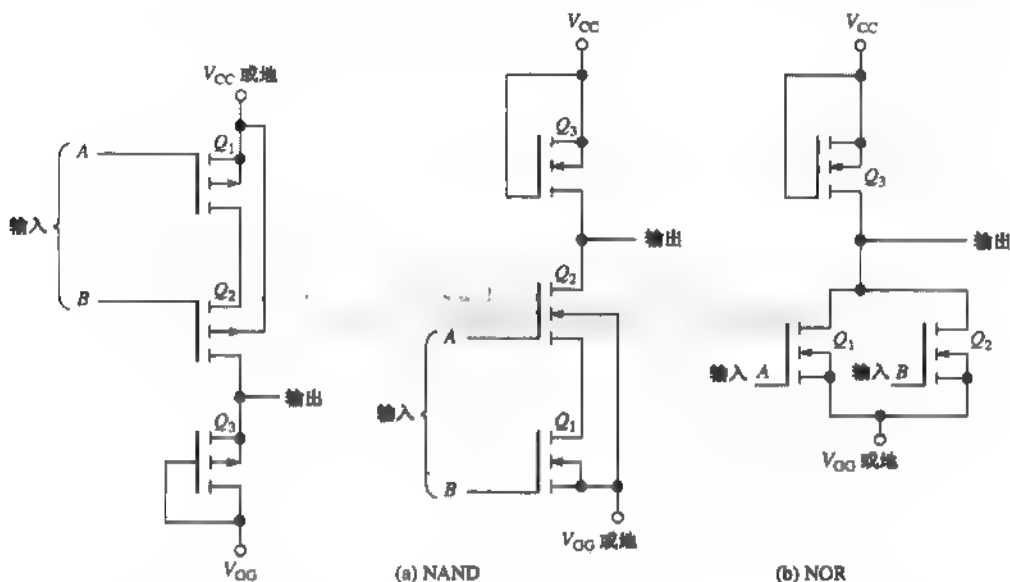 V_CC 或地
A
Q_1
输入
B
Q_2
输出
Q_3
V_GG
V_CC
Q_3
输出
Q_2
A
输入
Q_1
B
V_GG 或地
(a) NAND
V_CC
Q_3
输出
Q_1
Q_2
输入 A
输入 B
V_GG 或地
(b) NOR